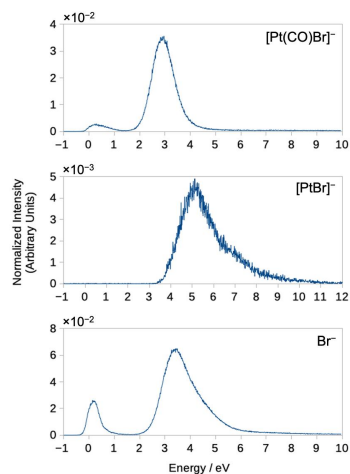 ×10⁻²
[Pt(CO)Br]⁻
4
3
2
1
0
−1 0 1 2 3 4 5 6 7 8 9 10
×10⁻³
[PtBr]⁻
5
4
3
2
1
0
−1 0 1 2 3 4 5 6 7 8 9 10 11 12
Normalized Intensity
(Arbitrary Units)
×10⁻²
Br⁻
8
6
4
2
0
−1 0 1 2 3 4 5 6 7 8 9 10
Energy / eV